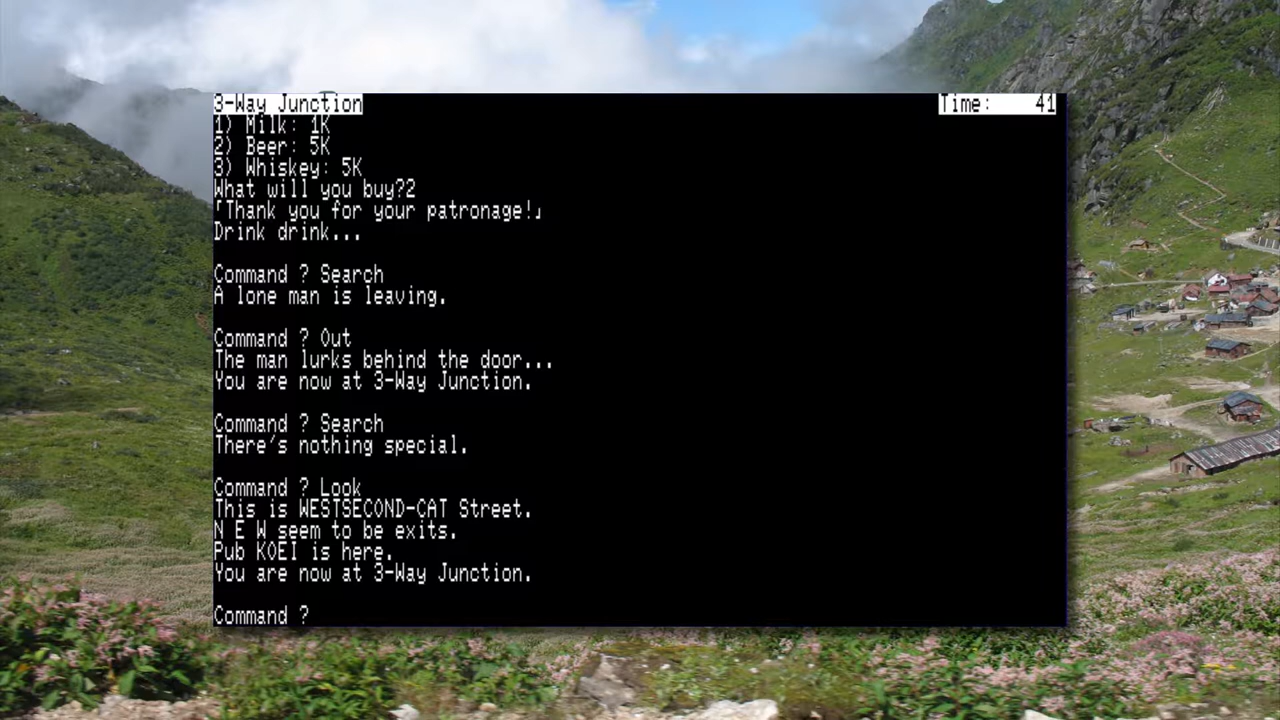 3-Way Junction Time: 41
1) Milk: 1K
2) Beer: 5K
3) Whiskey: 5K
What will you buy?2
「Thank you for your patronage!」
Drink drink...
Command ? Search
A lone man is leaving.
Command ? Out
The man lurks behind the door...
You are now at 3-Way Junction.
Command ? Search
There's nothing special.
Command ? Look
This is WESTSECOND-CAT Street.
N E W seem to be exits.
Pub KOEI is here.
You are now at 3-Way Junction.
Command ?